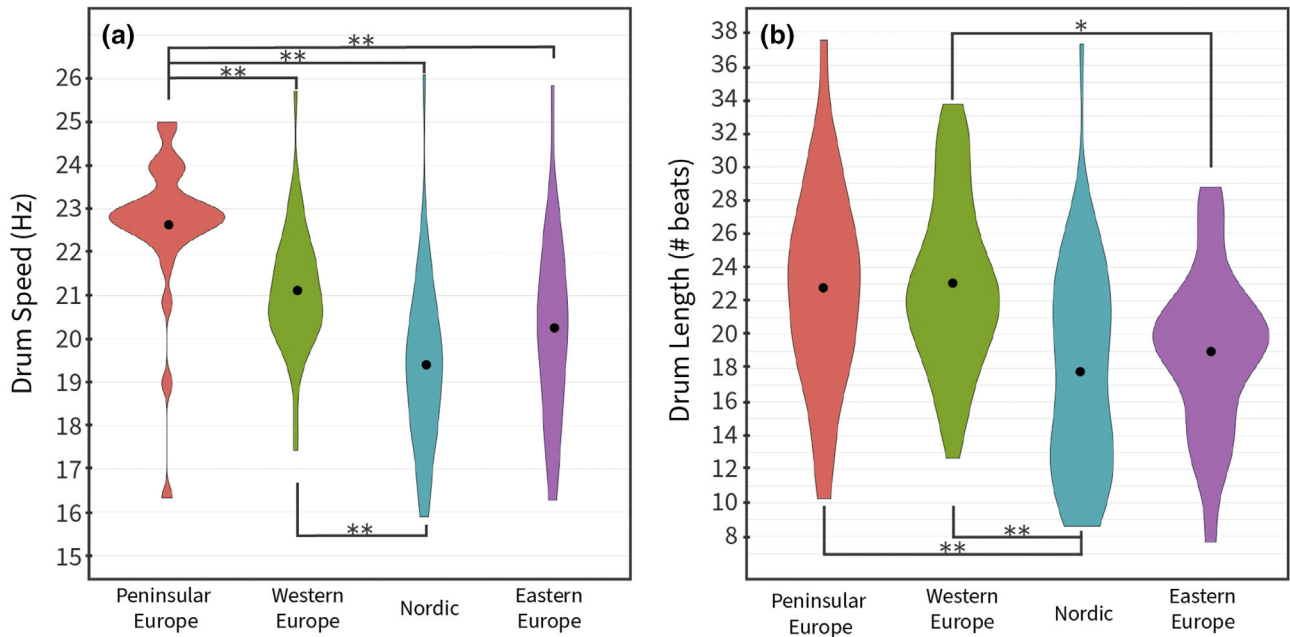 (a)
Drum Speed (Hz)
26
25
24
23
22
21
20
19
18
17
16
15
**
**
**
**
Peninsular
Europe
Western
Europe
Nordic
Eastern
Europe
(b)
Drum Length (# beats)
38
36
34
32
30
28
26
24
22
20
18
16
14
12
10
8
*
**
**
Peninsular
Europe
Western
Europe
Nordic
Eastern
Europe